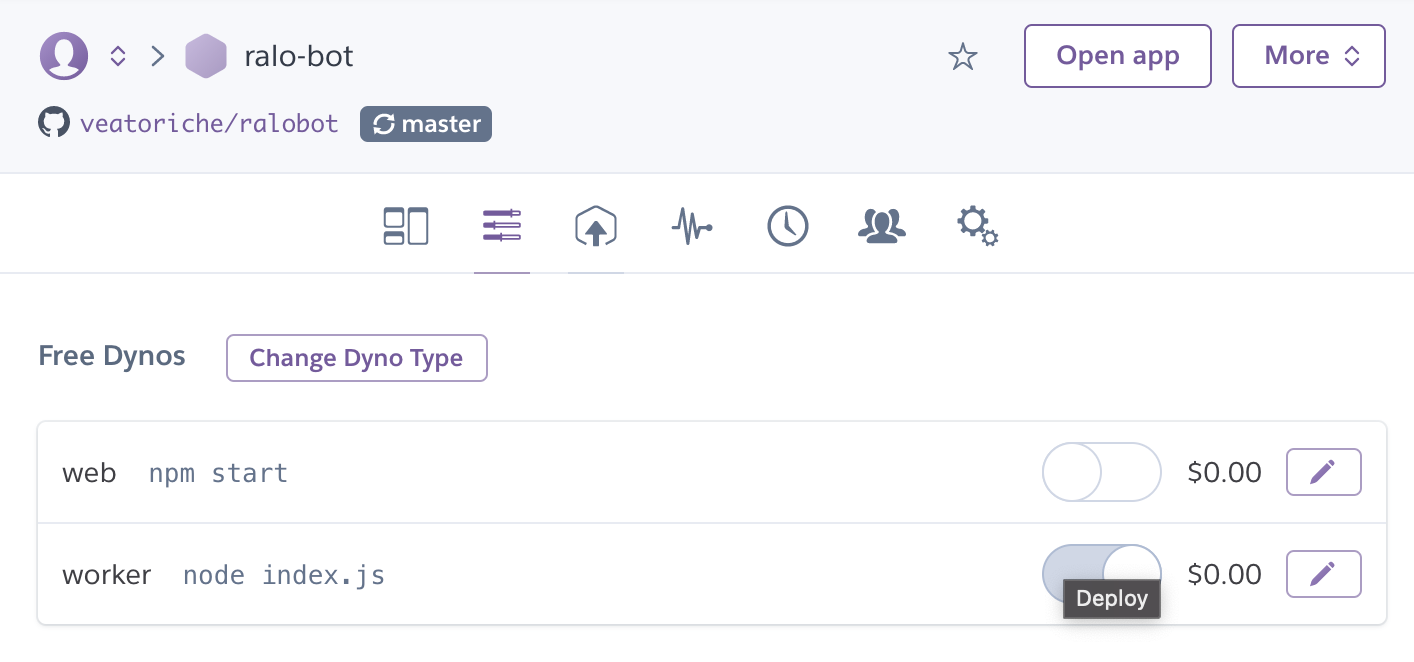 ralo-bot Open app More
veatoriche/ralobot master
Free Dynos Change Dyno Type
web npm start $0.00
worker node index.js $0.00
Deploy